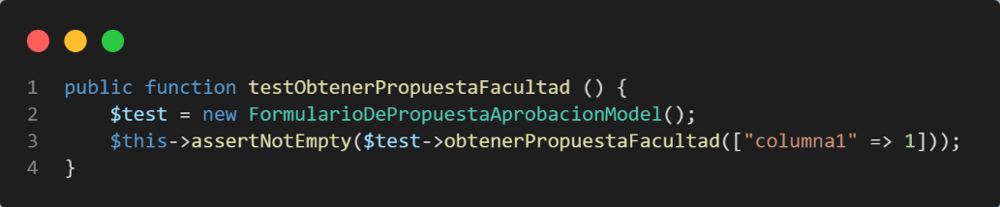 1 public function testObtenerPropuestaFacultad () {
2 $test = new FormularioDePropuestaAprobacionModel();
3 $this->assertNotEmpty($test->obtenerPropuestaFacultad(["columna1" => 1]));
4 }